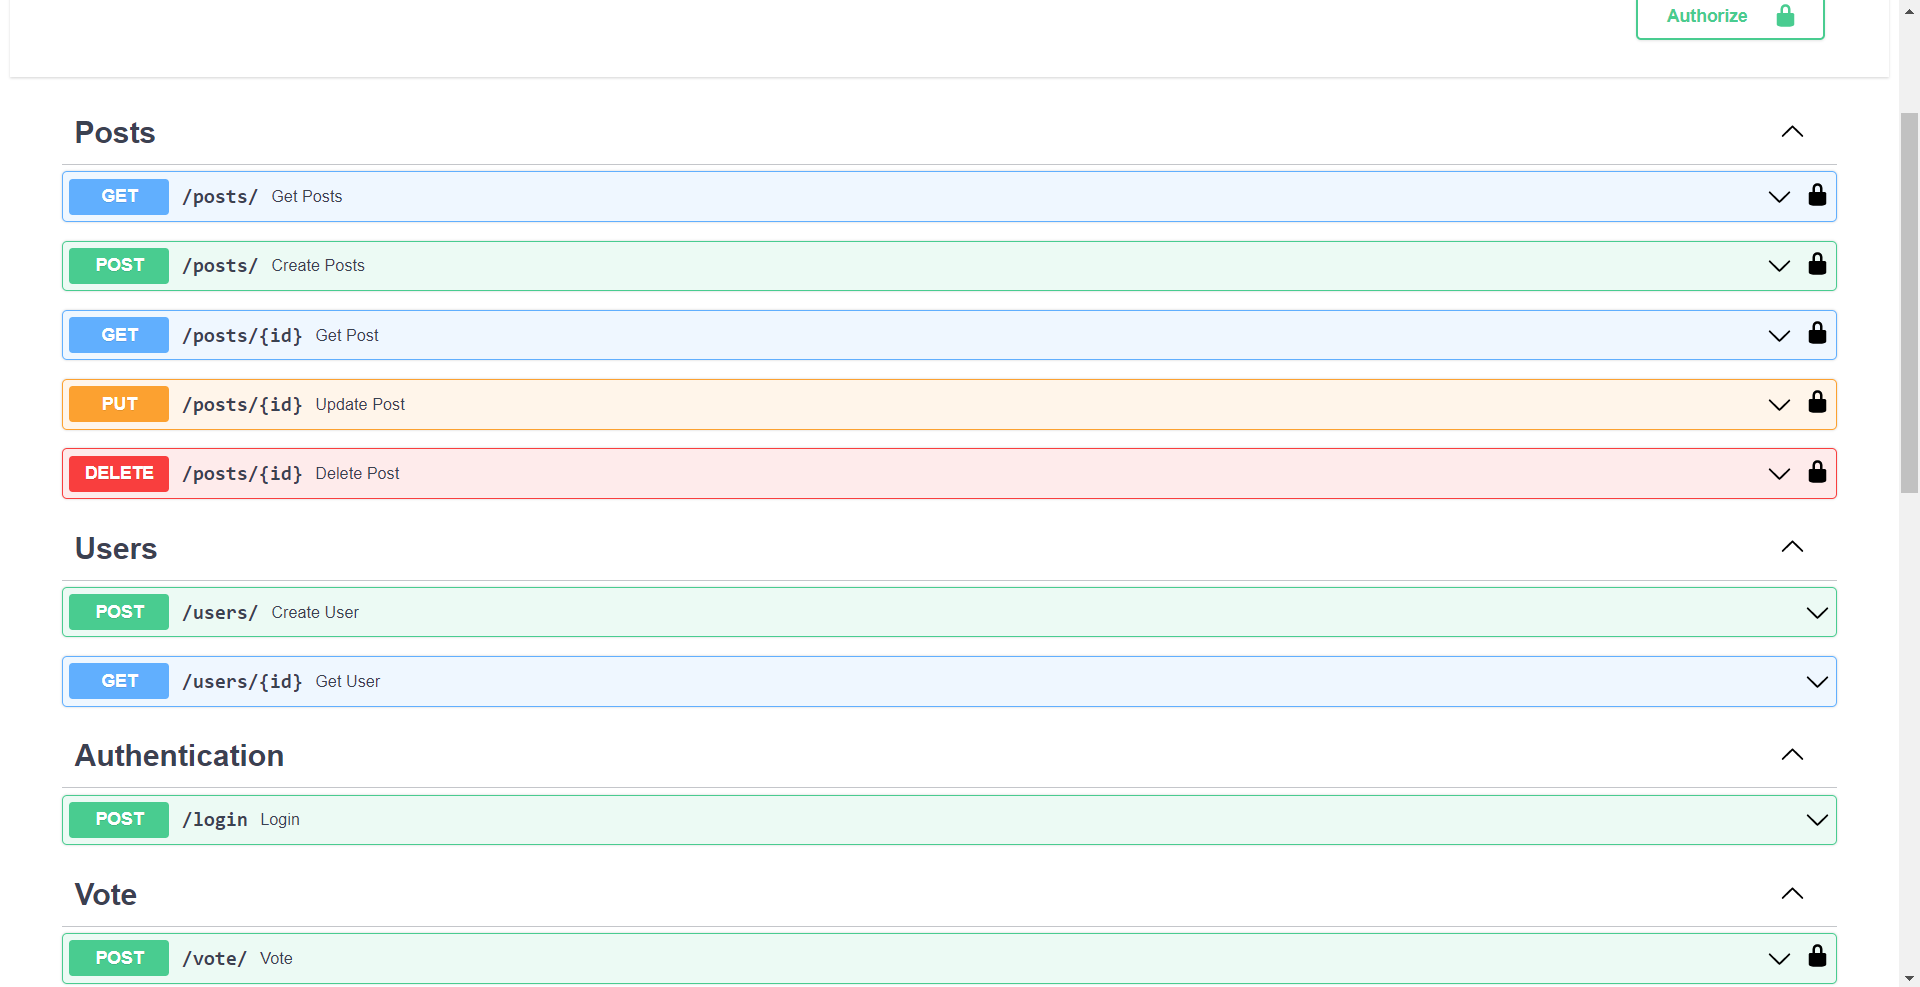 Authorize
Posts
GET /posts/ Get Posts
POST /posts/ Create Posts
GET /posts/{id} Get Post
PUT /posts/{id} Update Post
DELETE /posts/{id} Delete Post
Users
POST /users/ Create User
GET /users/{id} Get User
Authentication
POST /login Login
Vote
POST /vote/ Vote